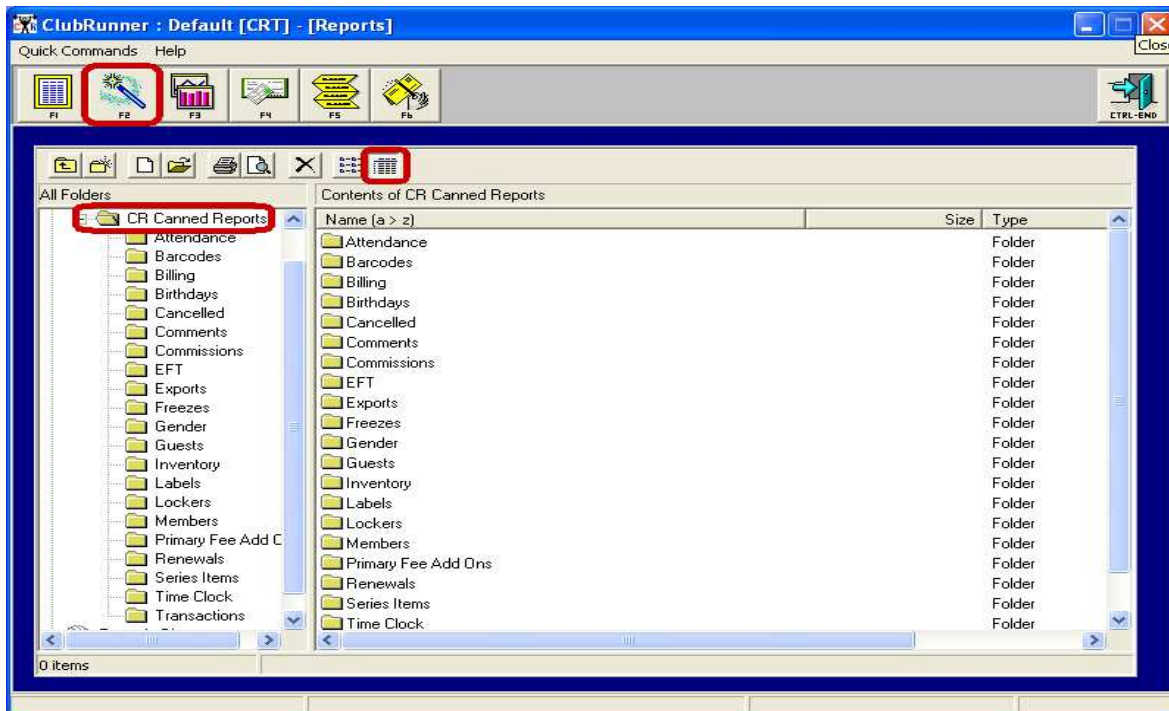 ClubRunner : Default [CRT] - [Reports]
Quick Commands Help
Close
F1 F2 F3 F4 F5 F6 CTRL-END
All Folders
Contents of CR Canned Reports
CR Canned Reports
Attendance
Barcodes
Billing
Birthdays
Cancelled
Comments
Commissions
EFT
Exports
Freezes
Gender
Guests
Inventory
Labels
Lockers
Members
Primary Fee Add
Renewals
Series Items
Time Clock
Transactions
Name (a > z) Size Type
Attendance Folder
Barcodes Folder
Billing Folder
Birthdays Folder
Cancelled Folder
Comments Folder
Commissions Folder
EFT Folder
Exports Folder
Freezes Folder
Gender Folder
Guests Folder
Inventory Folder
Labels Folder
Lockers Folder
Members Folder
Primary Fee Add Ons Folder
Renewals Folder
Series Items Folder
Time Clock Folder
0 items